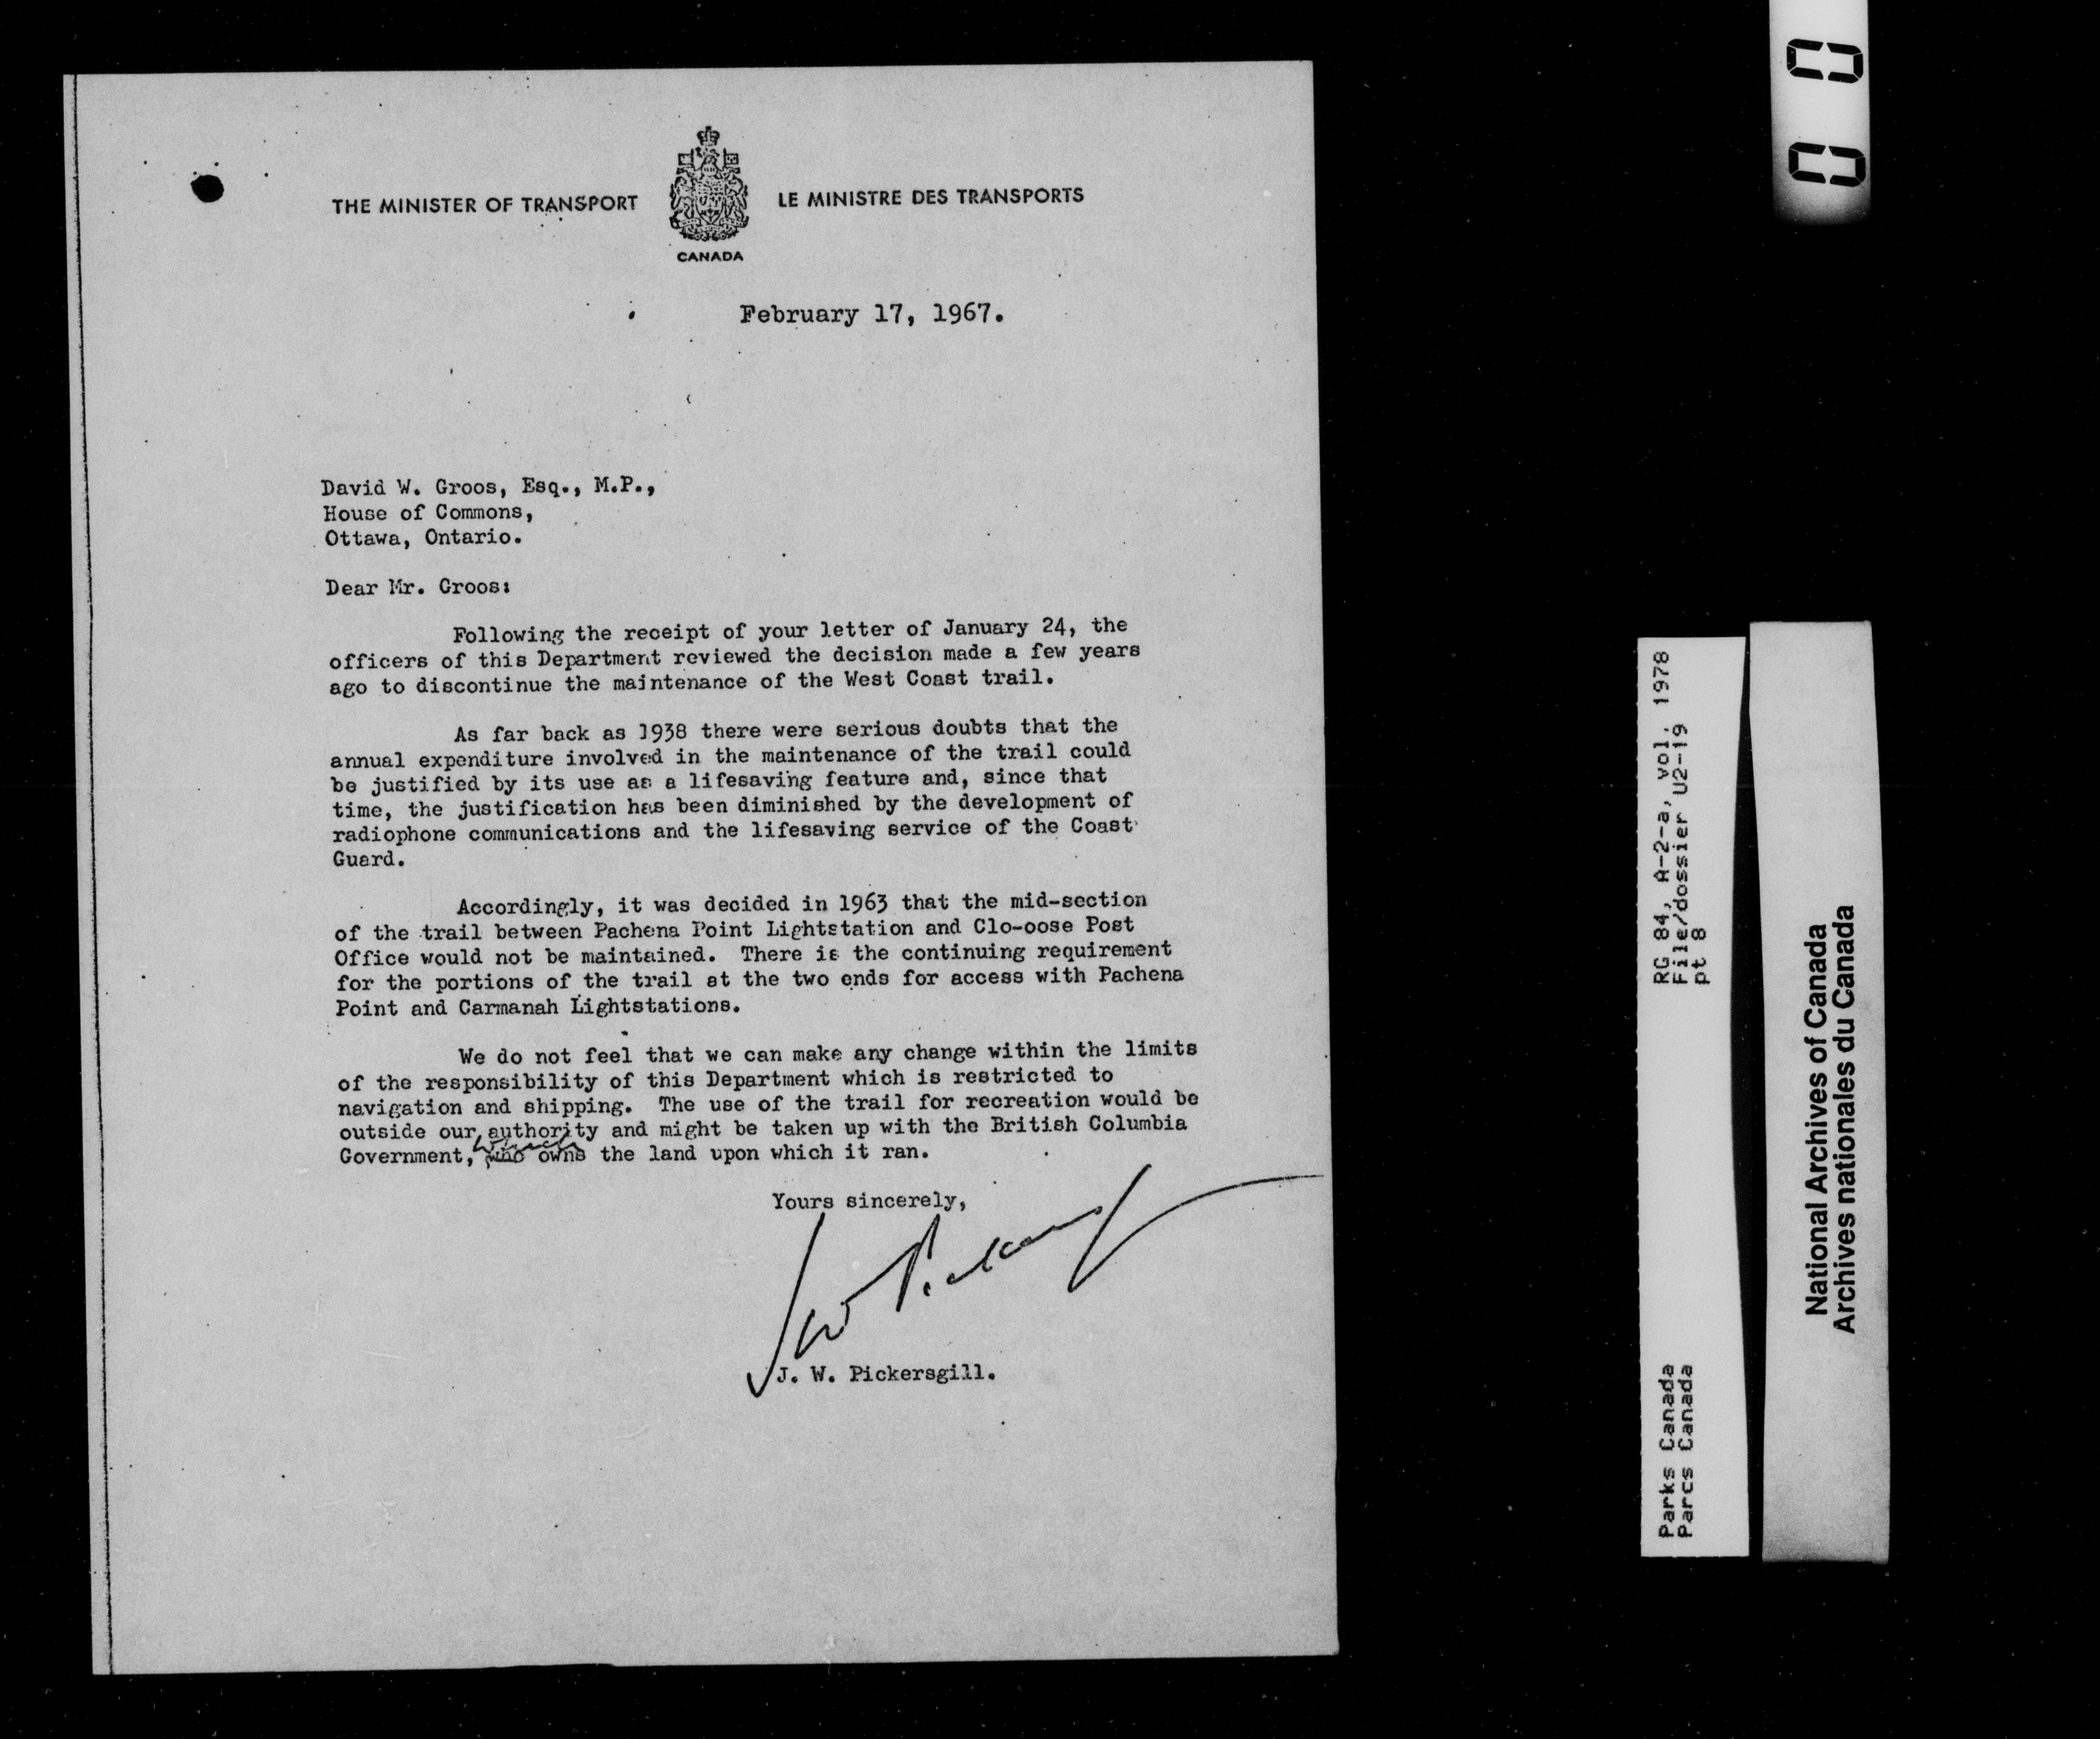 THE MINISTER OF TRANSPORT
LE MINISTRE DES TRANSPORTS
CANADA
February 17, 1967.
David W. Groos, Esq., M.P.,
House of Commons,
Ottawa, Ontario.
Dear Mr. Groos:
Following the receipt of your letter of January 24, the
officers of this Department reviewed the decision made a few years
ago to discontinue the maintenance of the West Coast trail.
As far back as 1938 there were serious doubts that the
annual expenditure involved in the maintenance of the trail could
be justified by its use as a lifesaving feature and, since that
time, the justification has been diminished by the development of
radiophone communications and the lifesaving service of the Coast
Guard.
Accordingly, it was decided in 1963 that the mid-section
of the trail between Pachena Point Lightstation and Clo-oose Post
Office would not be maintained. There is the continuing requirement
for the portions of the trail at the two ends for access with Pachena
Point and Carmanah Lightstations.
We do not feel that we can make any change within the limits
of the responsibility of this Department which is restricted to
navigation and shipping. The use of the trail for recreation would be
outside our authority and might be taken up with the British Columbia
which
Government, who owns the land upon which it ran.
Yours sincerely,
J W Pickersgill
J. W. Pickersgill.
00
RG 84, A-2-a, vol. 1978
File/dossier U2-19
pt 8
Parks Canada
Parcs Canada
National Archives of Canada
Archives nationales du Canada